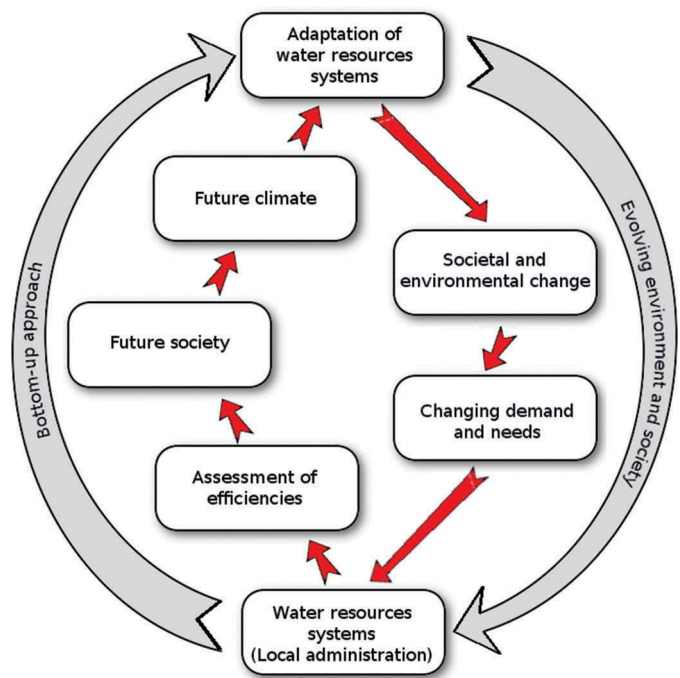 Adaptation of
water resources
systems
Future climate
Societal and
environmental change
Future society
Changing demand
and needs
Assessment of
efficiencies
Water resources
systems
(Local administration)
Bottom-up approach
Evolving environment and society